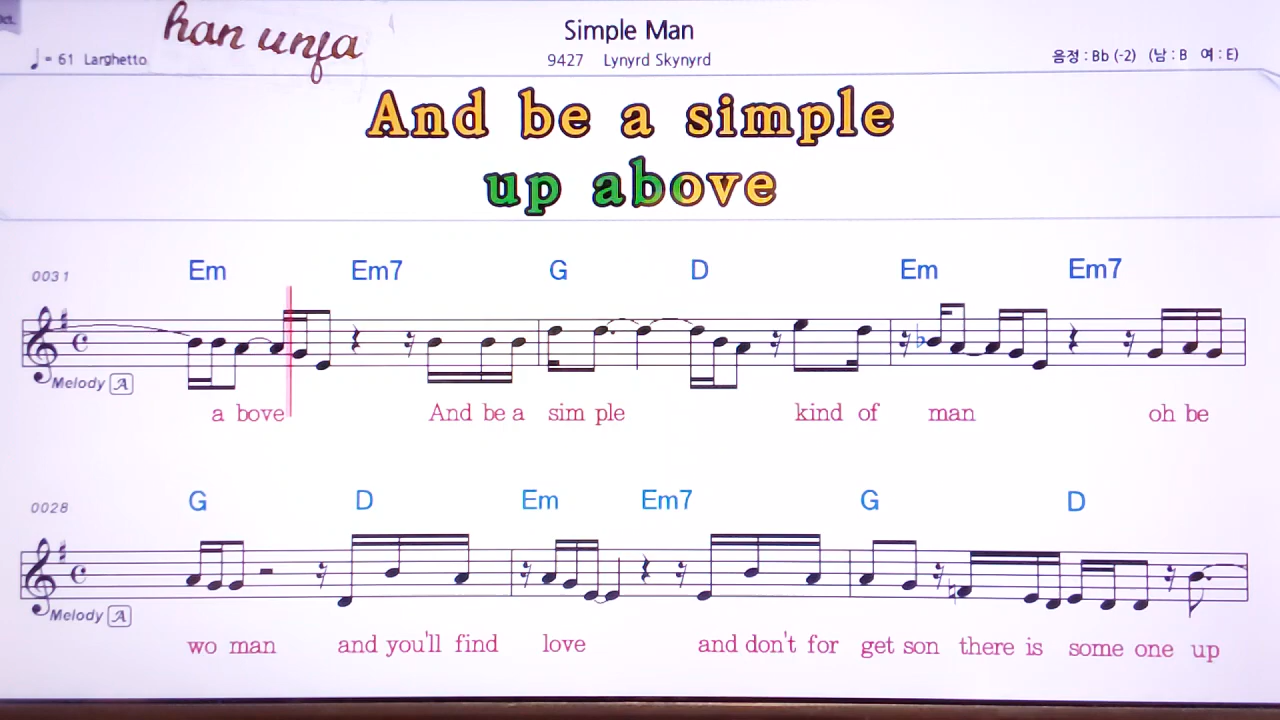 ct.
han unja
Simple Man
♩= 61 Larghetto
9427 Lynyrd Skynyrd
음정 : Bb (-2) (남 : B 여 : E)
And be a simple
up above
0031
Em Em7 G D Em Em7
Melody A
a bove And be a sim ple kind of man oh be
0028
G D Em Em7 G D
Melody A
wo man and you'll find love and don't for get son there is some one up